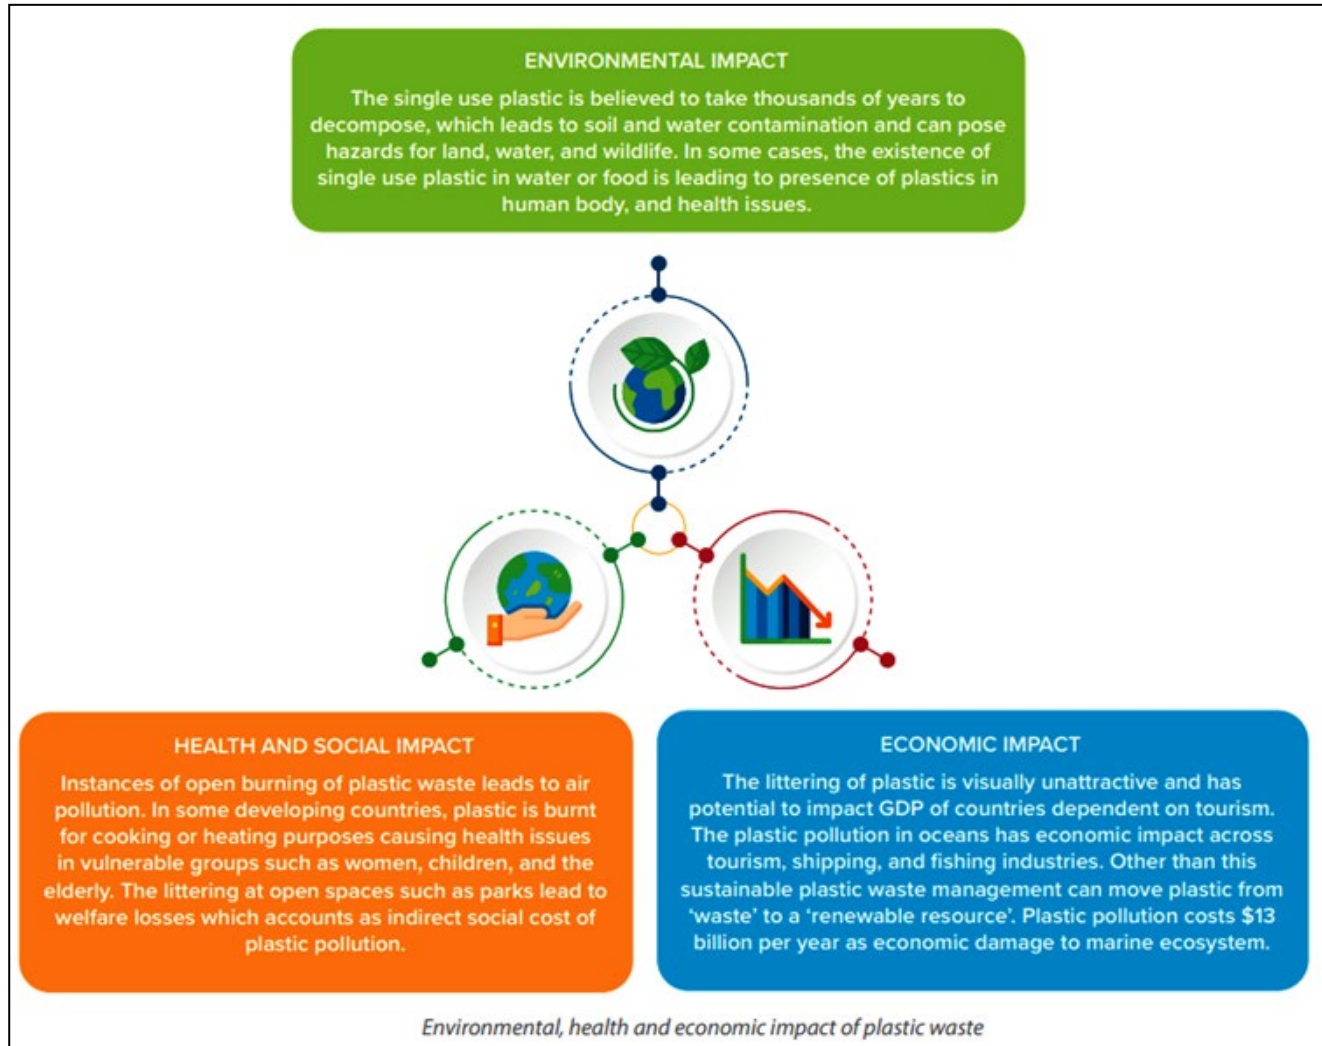 ENVIRONMENTAL IMPACT
The single use plastic is believed to take thousands of years to
decompose, which leads to soil and water contamination and can pose
hazards for land, water, and wildlife. In some cases, the existence of
single use plastic in water or food is leading to presence of plastics in
human body, and health issues.
HEALTH AND SOCIAL IMPACT
Instances of open burning of plastic waste leads to air
pollution. In some developing countries, plastic is burnt
for cooking or heating purposes causing health issues
in vulnerable groups such as women, children, and the
elderly. The littering at open spaces such as parks lead to
welfare losses which accounts as indirect social cost of
plastic pollution.
ECONOMIC IMPACT
The littering of plastic is visually unattractive and has
potential to impact GDP of countries dependent on tourism.
The plastic pollution in oceans has economic impact across
tourism, shipping, and fishing industries. Other than this
sustainable plastic waste management can move plastic from
‘waste’ to a ‘renewable resource’. Plastic pollution costs $13
billion per year as economic damage to marine ecosystem.
Environmental, health and economic impact of plastic waste